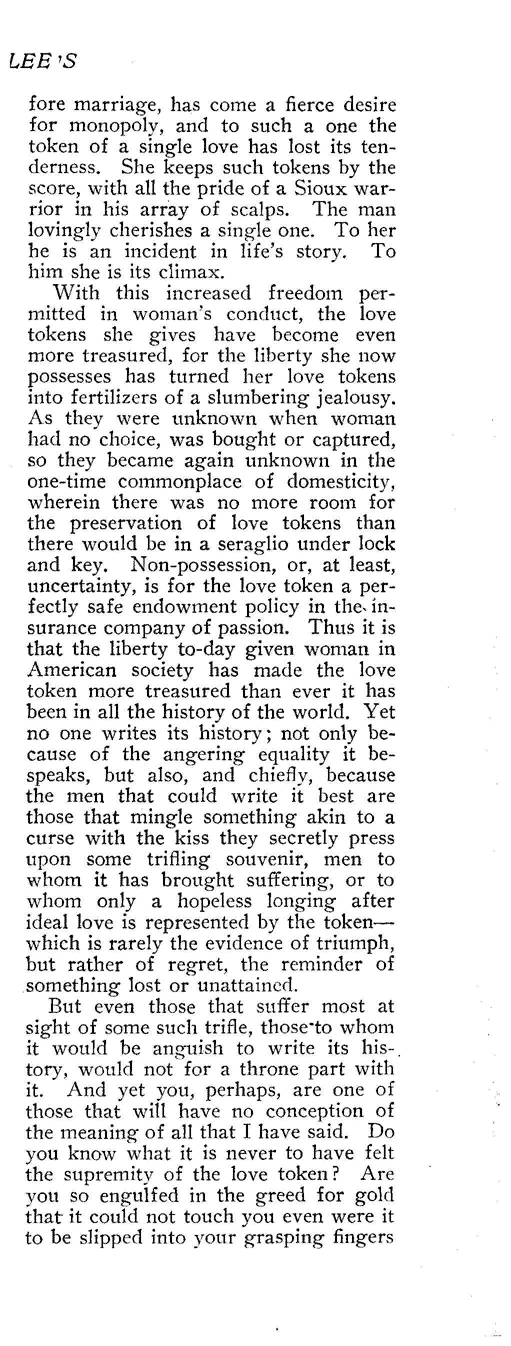 LEE'S
fore marriage, has come a fierce desire
for monopoly, and to such a one the
token of a single love has lost its ten-
derness. She keeps such tokens by the
score, with all the pride of a Sioux war-
rior in his array of scalps. The man
lovingly cherishes a single one. To her
he is an incident in life's story. To
him she is its climax.
With this increased freedom per-
mitted in woman's conduct, the love
tokens she gives have become even
more treasured, for the liberty she now
possesses has turned her love tokens
into fertilizers of a slumbering jealousy.
As they were unknown when woman
had no choice, was bought or captured,
so they became again unknown in the
one-time commonplace of domesticity,
wherein there was no more room for
the preservation of love tokens than
there would be in a seraglio under lock
and key. Non-possession, or, at least,
uncertainty, is for the love token a per-
fectly safe endowment policy in the in-
surance company of passion. Thus it is
that the liberty to-day given woman in
American society has made the love
token more treasured than ever it has
been in all the history of the world. Yet
no one writes its history; not only be-
cause of the angering equality it be-
speaks, but also, and chiefly, because
the men that could write it best are
those that mingle something akin to a
curse with the kiss they secretly press
upon some trifling souvenir, men to
whom it has brought suffering, or to
whom only a hopeless longing after
ideal love is represented by the token—
which is rarely the evidence of triumph,
but rather of regret, the reminder of
something lost or unattained.
But even those that suffer most at
sight of some such trifle, those to whom
it would be anguish to write its his-
tory, would not for a throne part with
it. And yet you, perhaps, are one of
those that will have no conception of
the meaning of all that I have said. Do
you know what it is never to have felt
the supremity of the love token? Are
you so engulfed in the greed for gold
that it could not touch you even were it
to be slipped into your grasping fingers